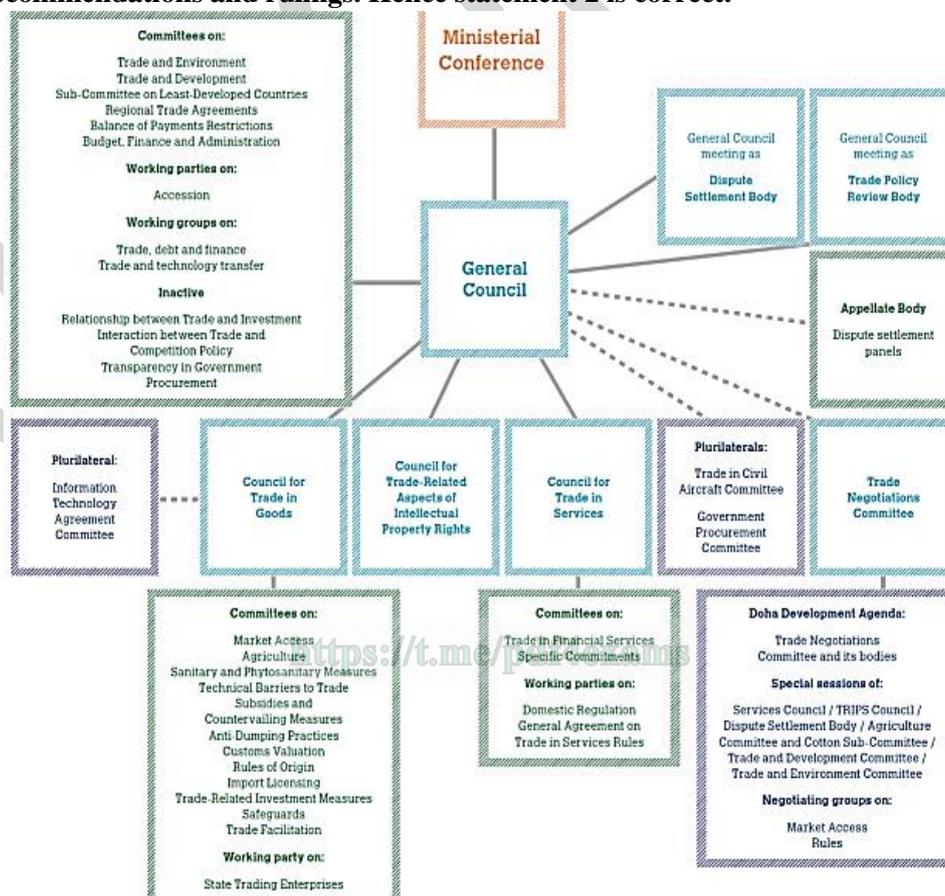 recommendations and rulings. Hence statement 2 is correct.
Committees on:
Trade and Environment
Trade and Development
Sub-Committee on Least-Developed Countries
Regional Trade Agreements
Balance of Payments Restrictions
Budget, Finance and Administration
Working parties on:
Accession
Working groups on:
Trade, debt and finance
Trade and technology transfer
Inactive
Relationship between Trade and Investment
Interaction between Trade and
Competition Policy
Transparency in Government
Procurement
Ministerial
Conference
General Council
meeting as
Dispute
Settlement Body
General Council
meeting as
Trade Policy
Review Body
General
Council
Appellate Body
Dispute settlement
panels
Plurilateral:
Information
Technology
Agreement
Committee
Council for
Trade in
Goods
Council for
Trade-Related
Aspects of
Intellectual
Property Rights
Council for
Trade in
Services
Plurilaterals:
Trade in Civil
Aircraft Committee
Government
Procurement
Committee
Trade
Negotiations
Committee
Committees on:
Market Access
Agriculture
Sanitary and Phytosanitary Measures
Technical Barriers to Trade
Subsidies and
Countervailing Measures
Anti-Dumping Practices
Customs Valuation
Rules of Origin
Import Licensing
Trade-Related Investment Measures
Safeguards
Trade Facilitation
Working party on:
State Trading Enterprises
Committees on:
Trade in Financial Services
Specific Commitments
Working parties on:
Domestic Regulation
General Agreement on
Trade in Services Rules
Doha Development Agenda:
Trade Negotiations
Committee and its bodies
Special sessions of:
Services Council / TRIPS Council /
Dispute Settlement Body / Agriculture
Committee and Cotton Sub-Committee /
Trade and Development Committee /
Trade and Environment Committee
Negotiating groups on:
Market Access
Rules